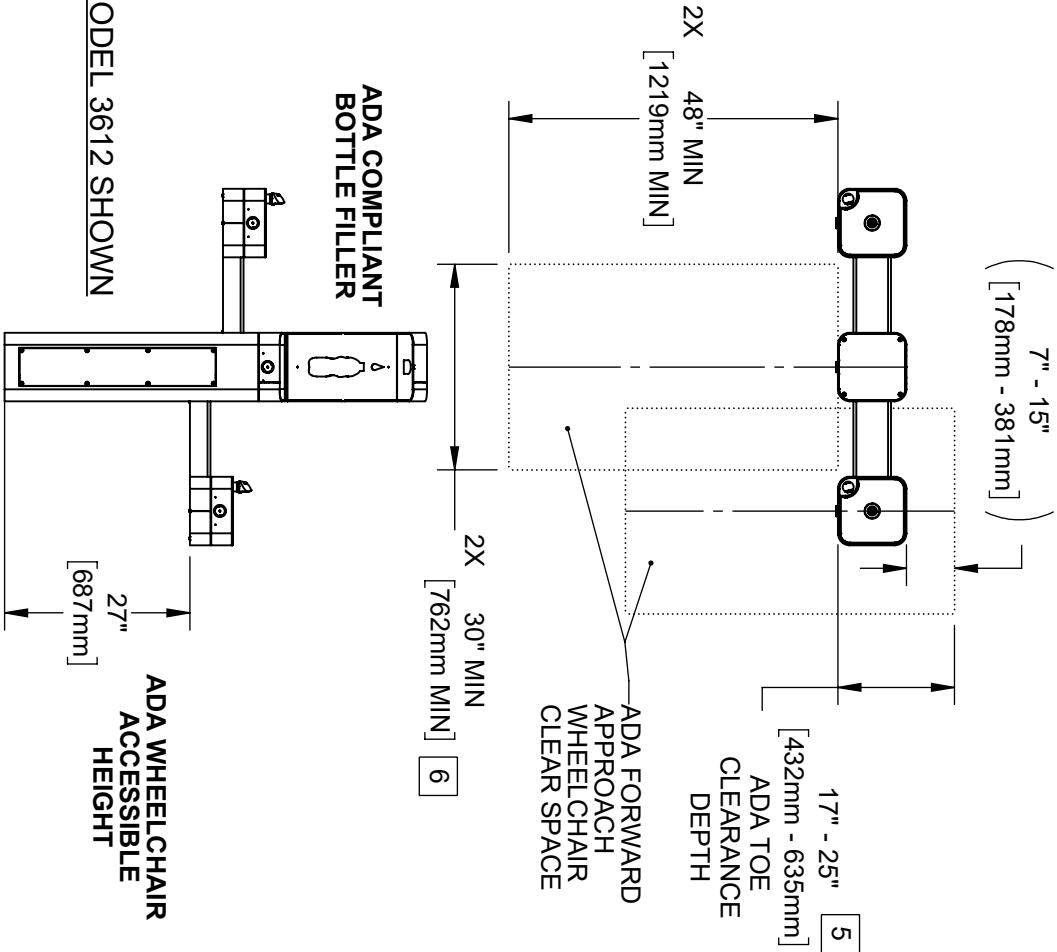 7" - 15"
[178mm - 381mm]
2X 48" MIN
[1219mm MIN]
17" - 25" 5
[432mm - 635mm]
ADA TOE
CLEARANCE
DEPTH
ADA FORWARD
APPROACH
WHEELCHAIR
CLEAR SPACE
2X 30" MIN
[762mm MIN] 6
ADA COMPLIANT
BOTTLE FILLER
27"
[687mm]
ADA WHEELCHAIR
ACCESSIBLE
HEIGHT
ODEL 3612 SHOWN